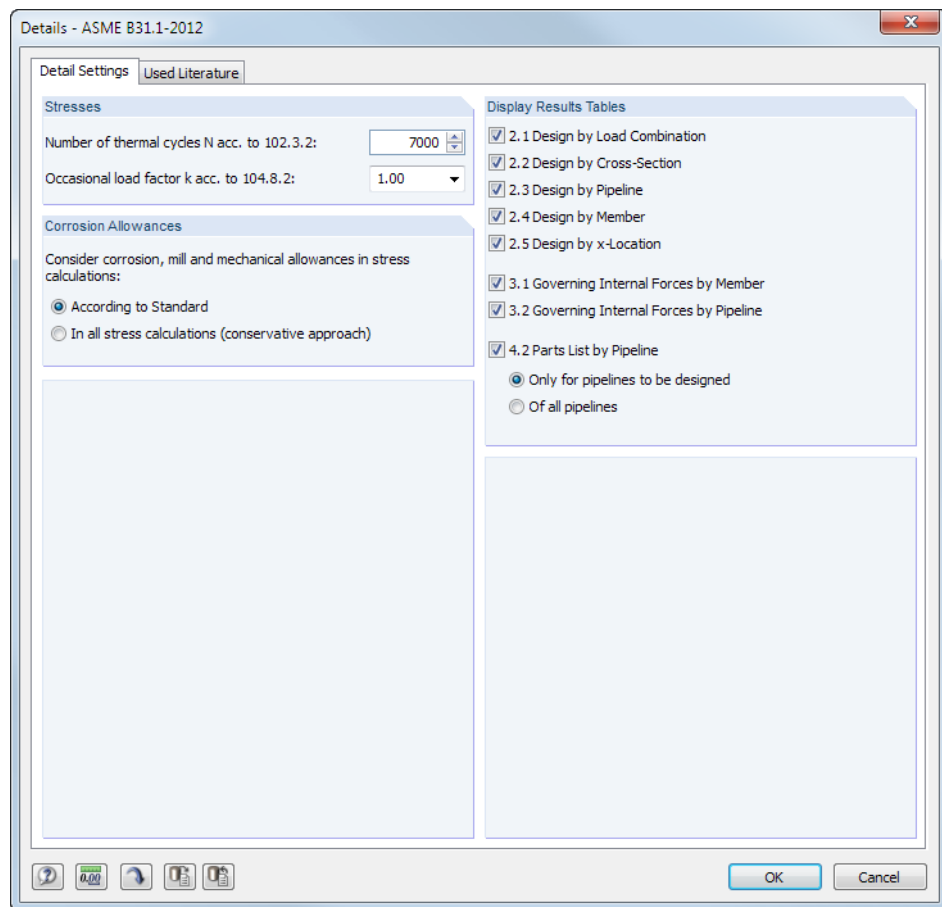 Details - ASME B31.1-2012
Detail Settings
Used Literature
Stresses
Number of thermal cycles N acc. to 102.3.2:
7000
Occasional load factor k acc. to 104.8.2:
1.00
Corrosion Allowances
Consider corrosion, mill and mechanical allowances in stress
calculations:
According to Standard
In all stress calculations (conservative approach)
Display Results Tables
2.1 Design by Load Combination
2.2 Design by Cross-Section
2.3 Design by Pipeline
2.4 Design by Member
2.5 Design by x-Location
3.1 Governing Internal Forces by Member
3.2 Governing Internal Forces by Pipeline
4.2 Parts List by Pipeline
Only for pipelines to be designed
Of all pipelines
0.00
OK
Cancel